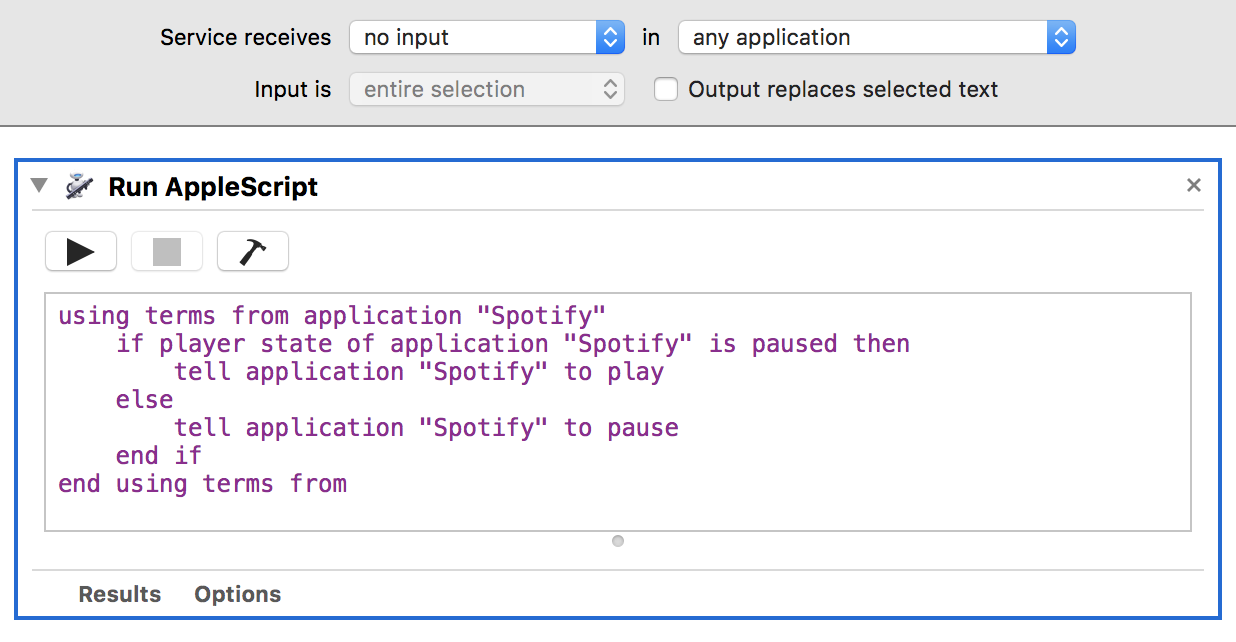 Service receives no input in any application
Input is entire selection Output replaces selected text
Run AppleScript
using terms from application "Spotify"
    if player state of application "Spotify" is paused then
        tell application "Spotify" to play
    else
        tell application "Spotify" to pause
    end if
end using terms from
Results Options